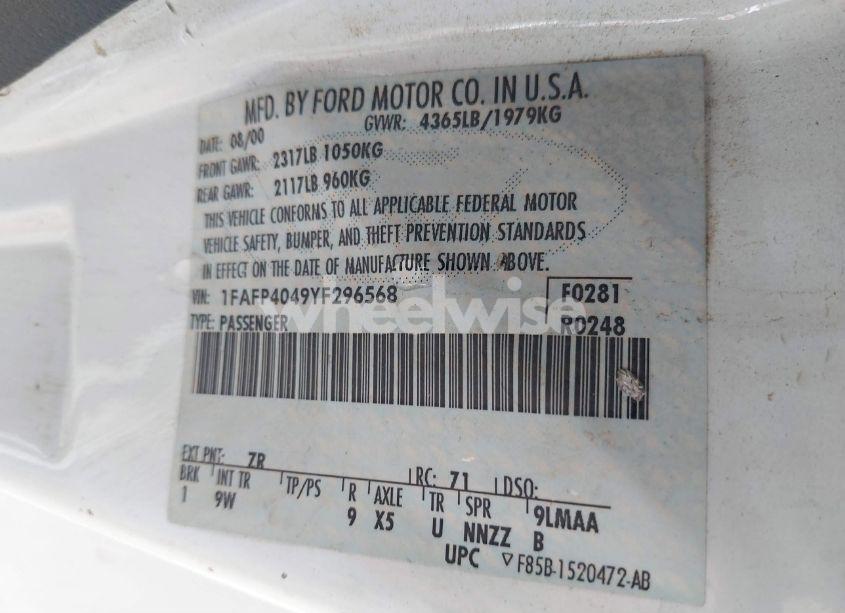 MFD. BY FORD MOTOR CO. IN U.S.A.
DATE: 08/00 GVWR: 4365LB/1979KG
FRONT GAWR: 2317LB 1050KG
REAR GAWR: 2117LB 960KG
THIS VEHICLE CONFORMS TO ALL APPLICABLE FEDERAL MOTOR
VEHICLE SAFETY, BUMPER, AND THEFT PREVENTION STANDARDS
IN EFFECT ON THE DATE OF MANUFACTURE SHOWN ABOVE.
VIN: 1FAFP4049YF296568 F0281
TYPE: PASSENGER R0248
wheelwise
EXT PNT: ZR RC: 71 DSO:
BRK INT TR TP/PS R AXLE TR SPR 9LMAA
1 9W 9 X5 U NNZZ B
UPC F85B-1520472-AB